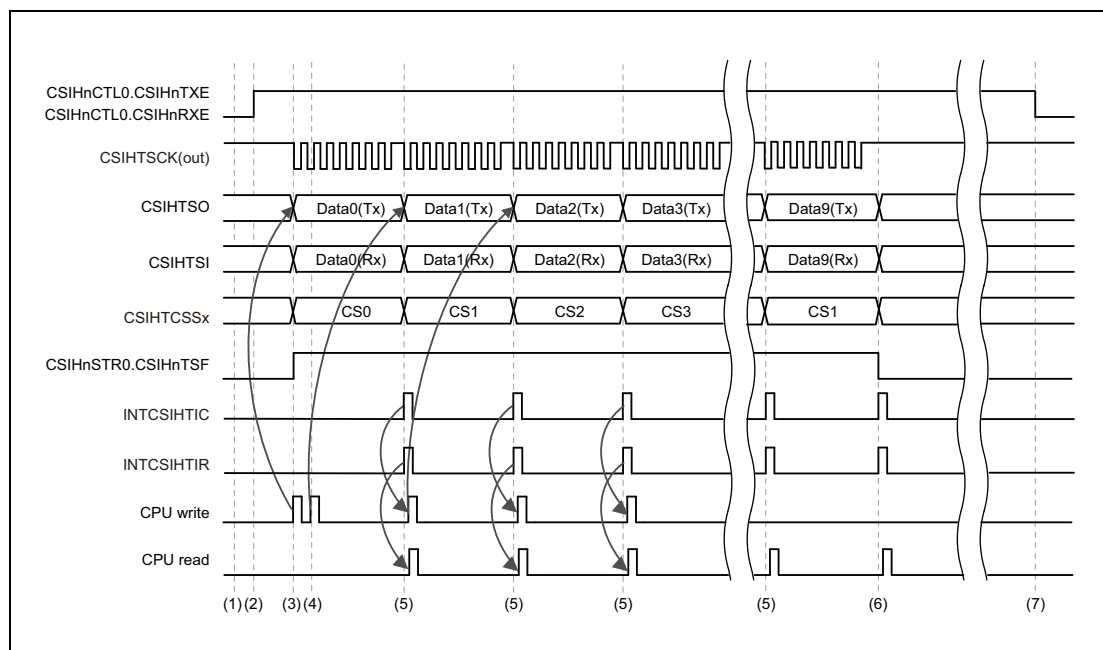 CSIHnCTL0.CSIHnTXE
CSIHnCTL0.CSIHnRXE
CSIHTSCK(out)
CSIHTSO Data0(Tx) Data1(Tx) Data2(Tx) Data3(Tx) Data9(Tx)
CSIHTSI Data0(Rx) Data1(Rx) Data2(Rx) Data3(Rx) Data9(Rx)
CSIHTCSSx CS0 CS1 CS2 CS3 CS1
CSIHnSTR0.CSIHnTSF
INTCSIHTIC
INTCSIHTIR
CPU write
CPU read
(1) (2) (3) (4) (5) (5) (5) (5) (6) (7)